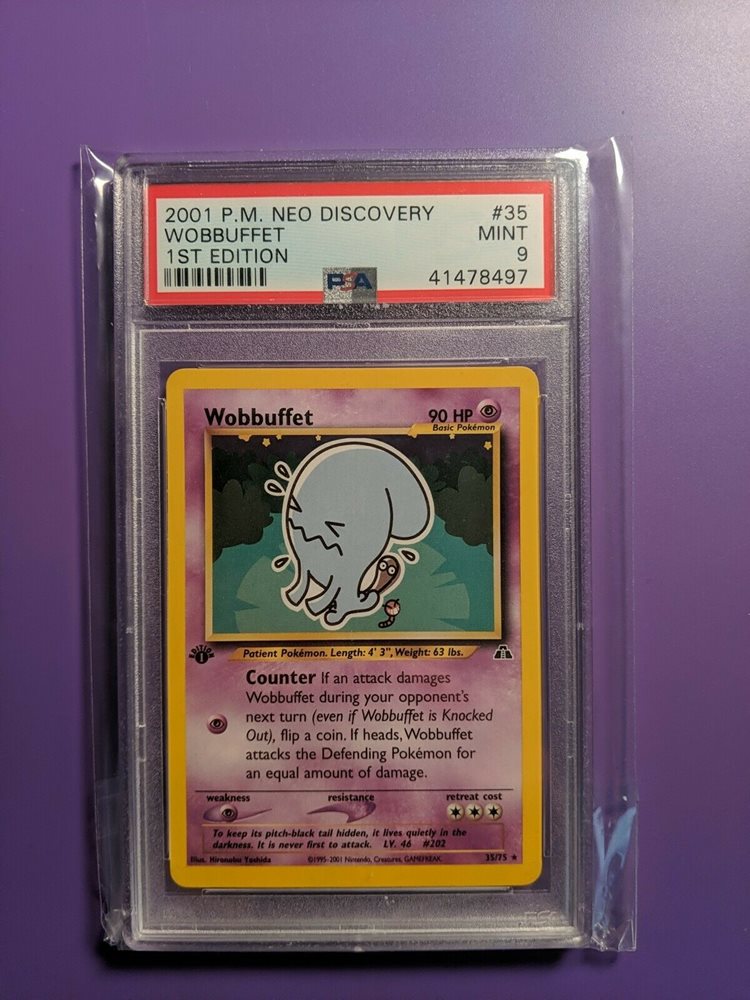 2001 P.M. NEO DISCOVERY #35
WOBBUFFET MINT
1ST EDITION 9
PSA
41478497
Wobbuffet 90 HP
Basic Pokémon
EDITION
1
Patient Pokémon. Length: 4' 3", Weight: 63 lbs.
Counter If an attack damages
Wobbuffet during your opponent's
next turn (even if Wobbuffet is Knocked
Out), flip a coin. If heads, Wobbuffet
attacks the Defending Pokémon for
an equal amount of damage.
weakness resistance retreat cost
To keep its pitch-black tail hidden, it lives quietly in the
darkness. It is never first to attack. LV. 46 #202
Illus. Hironobu Yoshida ©1995-2001 Nintendo, Creatures, GAMEFREAK. 35/75 ★